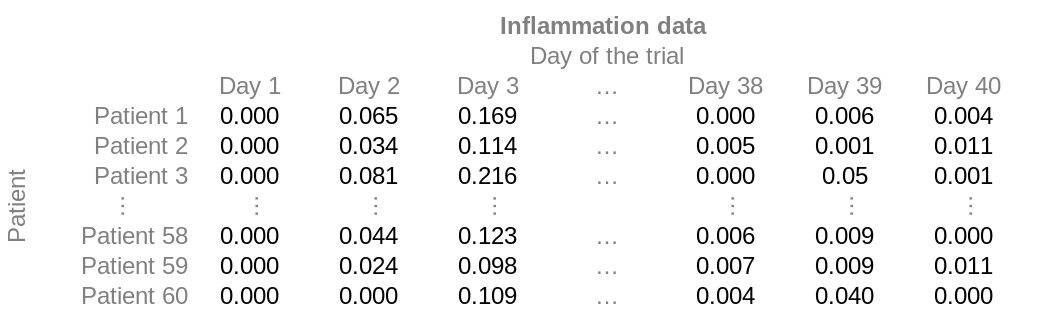 Inflammation data
Day of the trial
Day 1 Day 2 Day 3 … Day 38 Day 39 Day 40
Patient 1 0.000 0.065 0.169 … 0.000 0.006 0.004
Patient 2 0.000 0.034 0.114 … 0.005 0.001 0.011
Patient 3 0.000 0.081 0.216 … 0.000 0.05 0.001
Patient
⋮ ⋮ ⋮ ⋮ ⋮ ⋮ ⋮
Patient 58 0.000 0.044 0.123 … 0.006 0.009 0.000
Patient 59 0.000 0.024 0.098 … 0.007 0.009 0.011
Patient 60 0.000 0.000 0.109 … 0.004 0.040 0.000